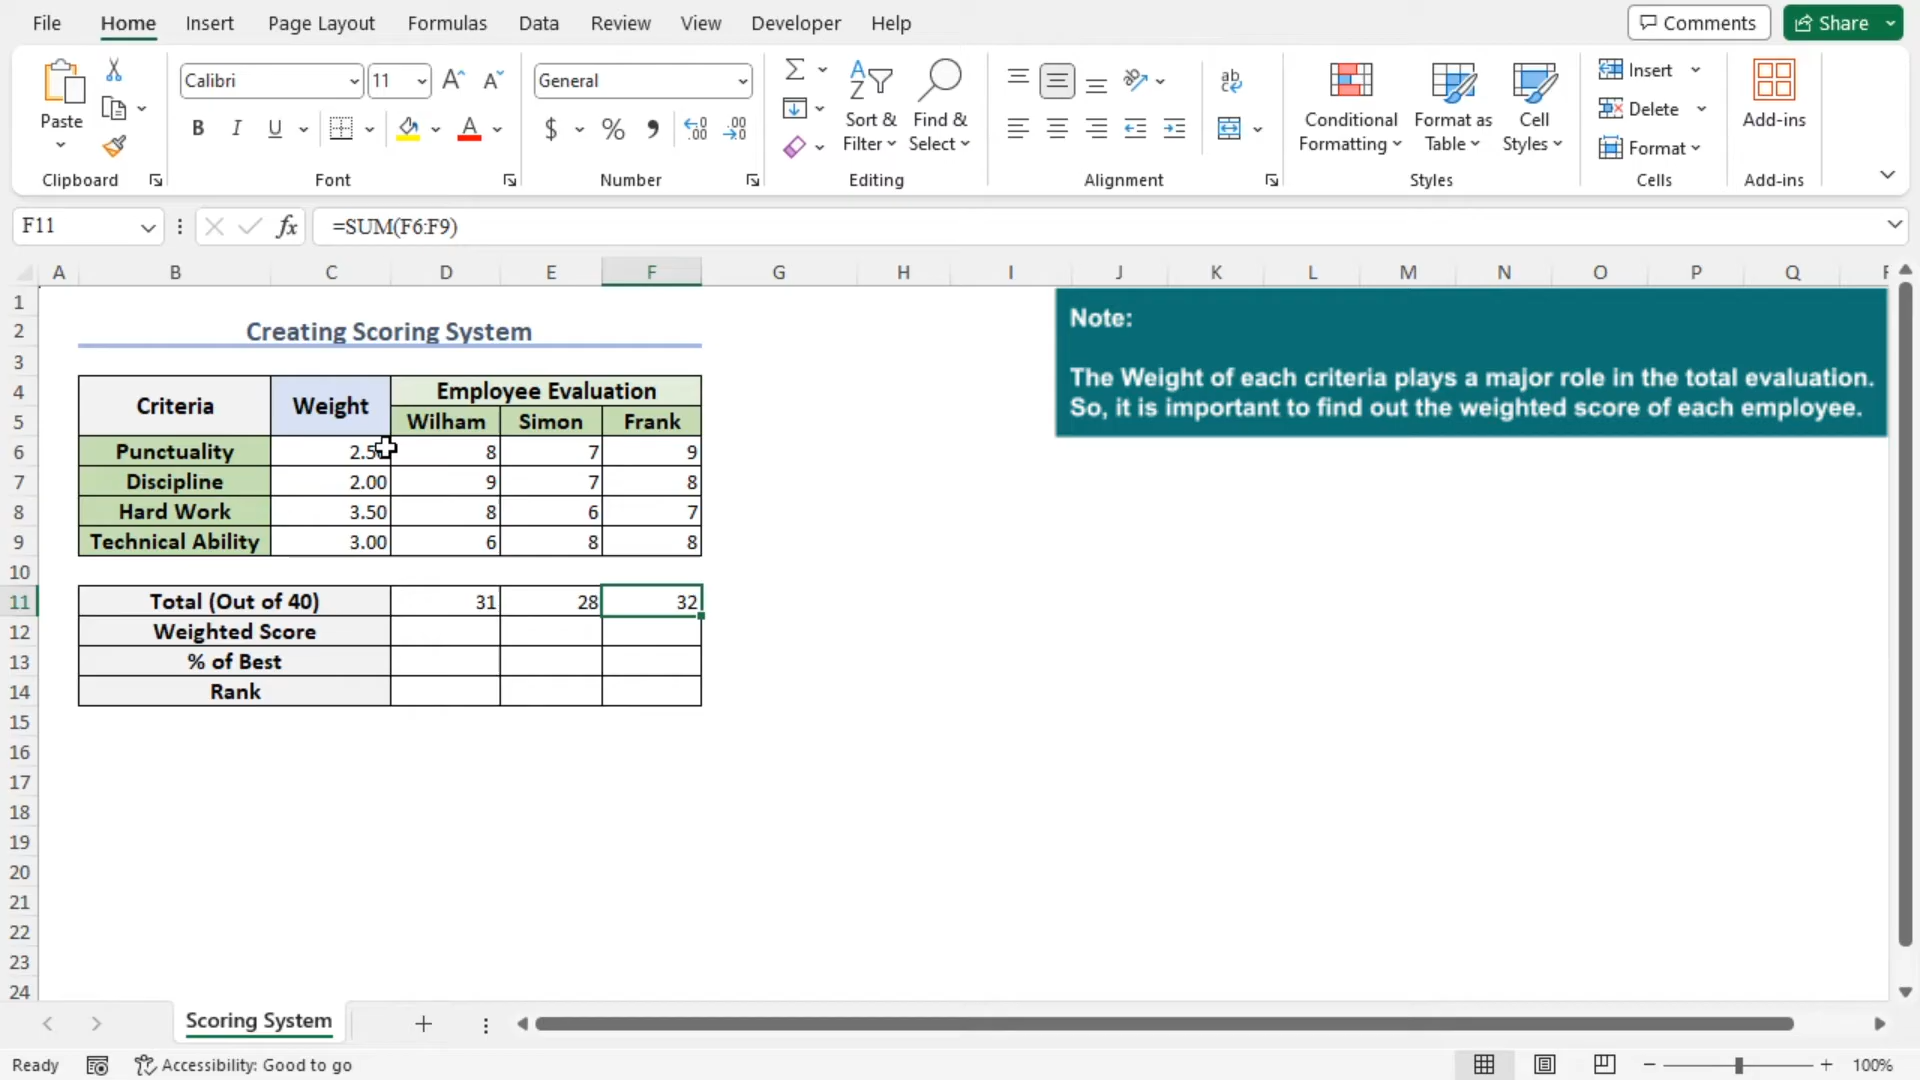 File Home Insert Page Layout Formulas Data Review View Developer Help Comments Share
Calibri 11 General
Paste
Sort & Filter Find & Select
Conditional Formatting Format as Table Cell Styles
Insert
Delete
Format
Add-ins
Clipboard Font Number Editing Alignment Styles Cells Add-ins
F11 fx =SUM(F6:F9)
A B C D E F G H I J K L M N O P Q
1
2 Creating Scoring System
3
4 Criteria Weight Employee Evaluation
5 Wilham Simon Frank
6 Punctuality 8 7 9
7 Discipline 2.00 9 7 8
8 Hard Work 3.50 8 6 7
9 Technical Ability 3.00 6 8 8
10
11 Total (Out of 40) 31 28 32
12 Weighted Score
13 % of Best
14 Rank
15
16
17
18
19
20
21
22
23
24
Note:
The Weight of each criteria plays a major role in the total evaluation.
So, it is important to find out the weighted score of each employee.
Scoring System
Ready Accessibility: Good to go 100%